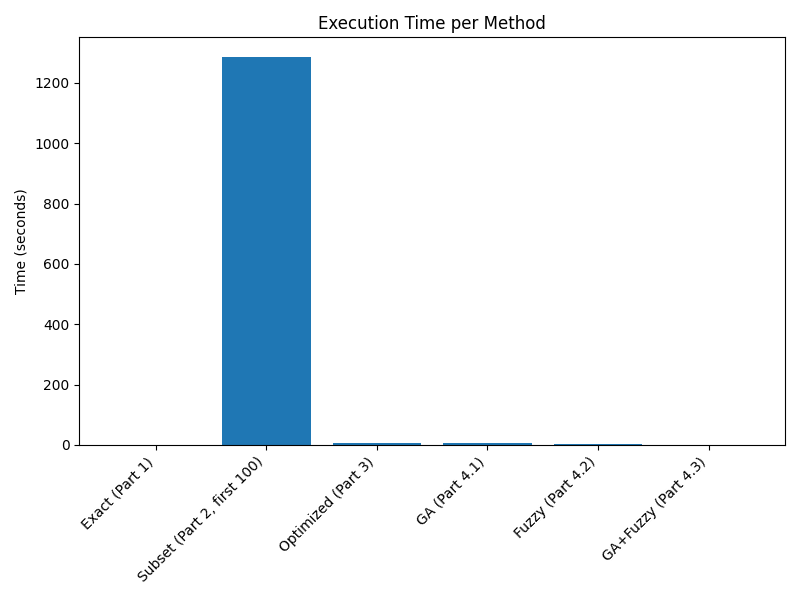 Execution Time per Method
Time (seconds)
1200
1000
800
600
400
200
0
Exact (Part 1)
Subset (Part 2, first 100)
Optimized (Part 3)
GA (Part 4.1)
Fuzzy (Part 4.2)
GA+Fuzzy (Part 4.3)